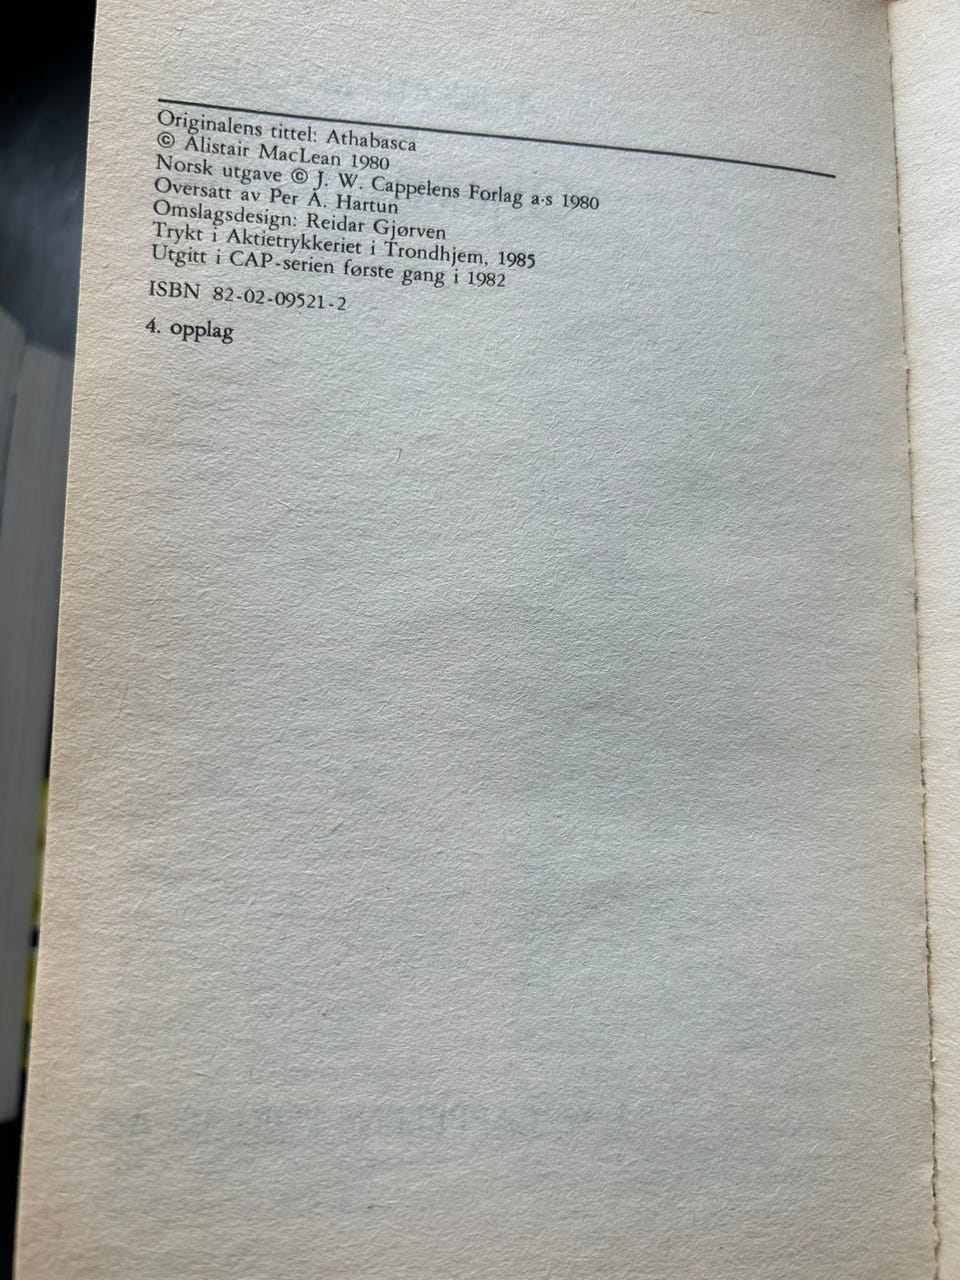 Originalens tittel: Athabasca
© Alistair MacLean 1980
Norsk utgave © J. W. Cappelens Forlag a·s 1980
Oversatt av Per A. Hartun
Omslagsdesign: Reidar Gjørven
Trykt i Aktietrykkeriet i Trondhjem, 1985
Utgitt i CAP-serien første gang i 1982
ISBN 82-02-09521-2
4. opplag